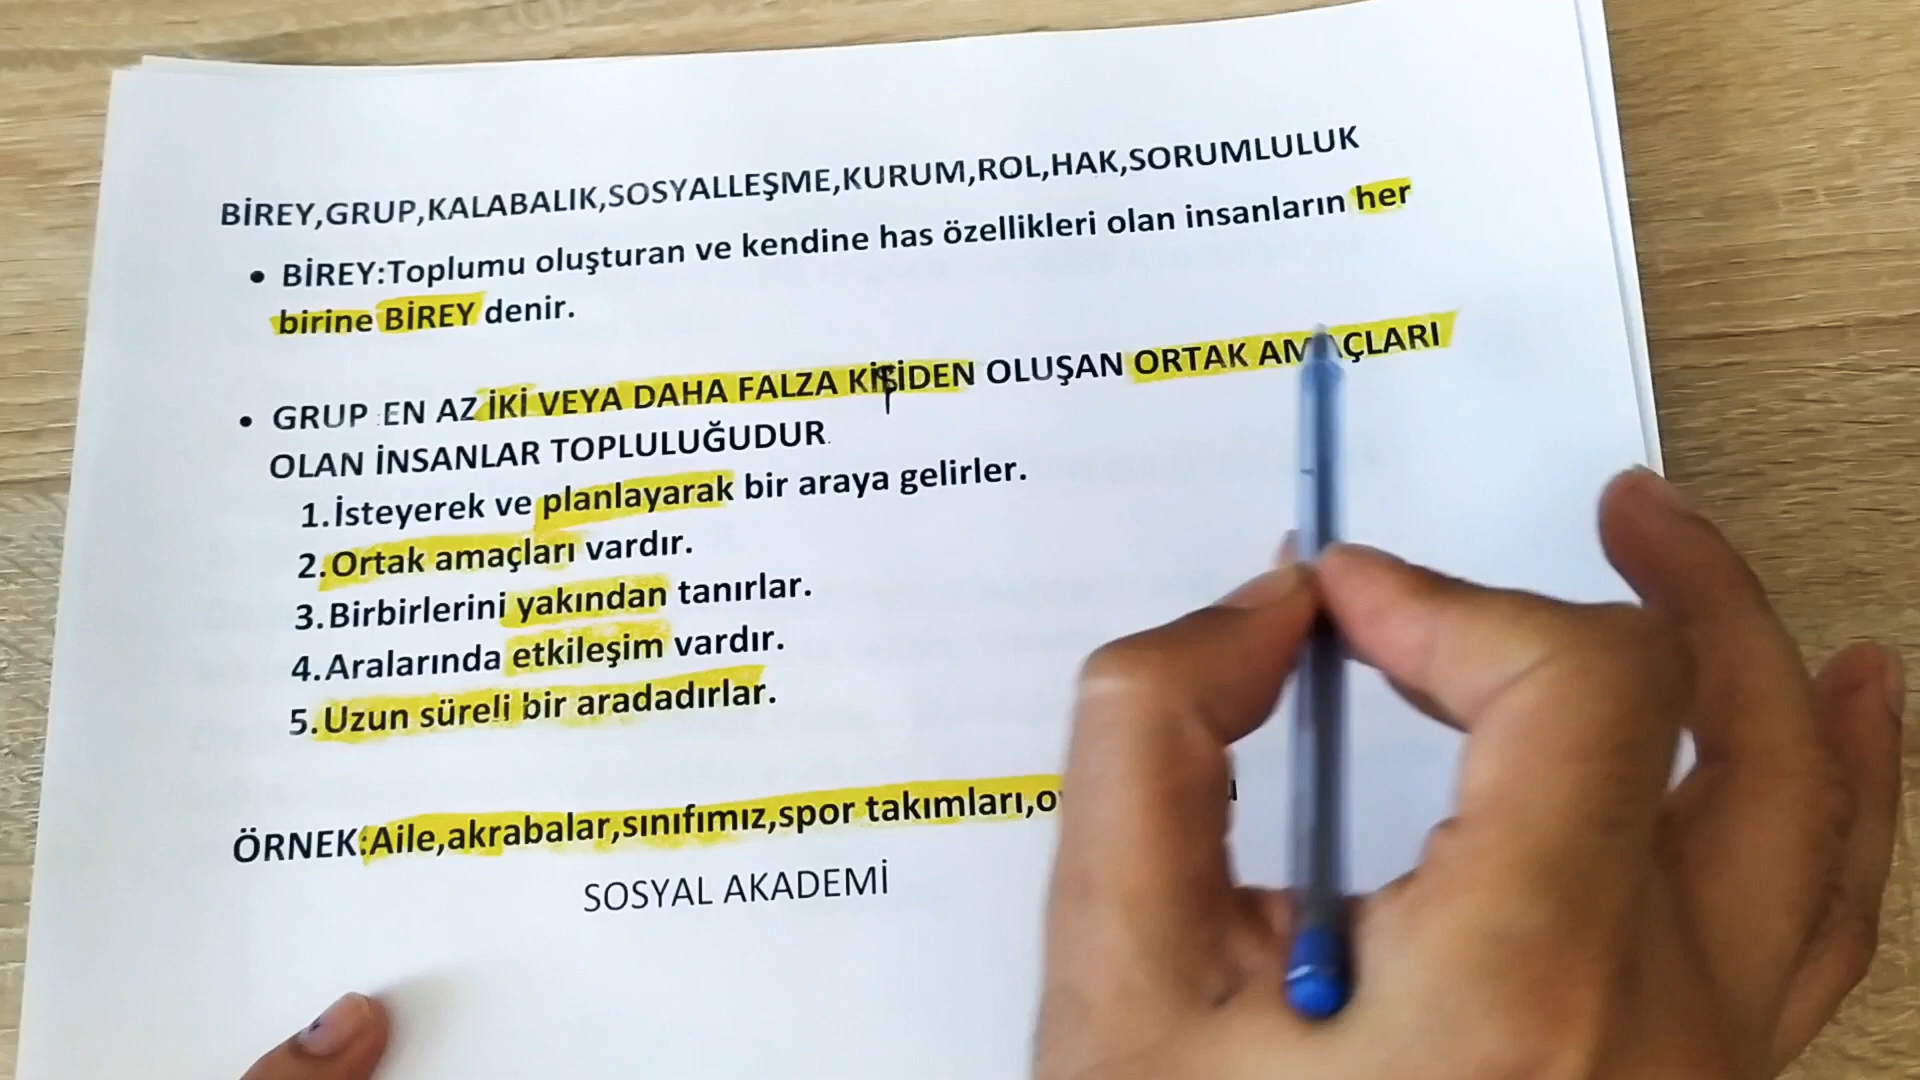 BİREY,GRUP,KALABALIK,SOSYALLEŞME,KURUM,ROL,HAK,SORUMLULUK
• BİREY:Toplumu oluşturan ve kendine has özellikleri olan insanların her
birine BİREY denir.
• GRUP EN AZ İKİ VEYA DAHA FALZA KİŞİDEN OLUŞAN ORTAK AMAÇLARI
OLAN İNSANLAR TOPLULUĞUDUR.
1.İsteyerek ve planlayarak bir araya gelirler.
2.Ortak amaçları vardır.
3.Birbirlerini yakından tanırlar.
4.Aralarında etkileşim vardır.
5.Uzun süreli bir aradadırlar.
ÖRNEK:Aile,akrabalar,sınıfımız,spor takımları,
SOSYAL AKADEMİ